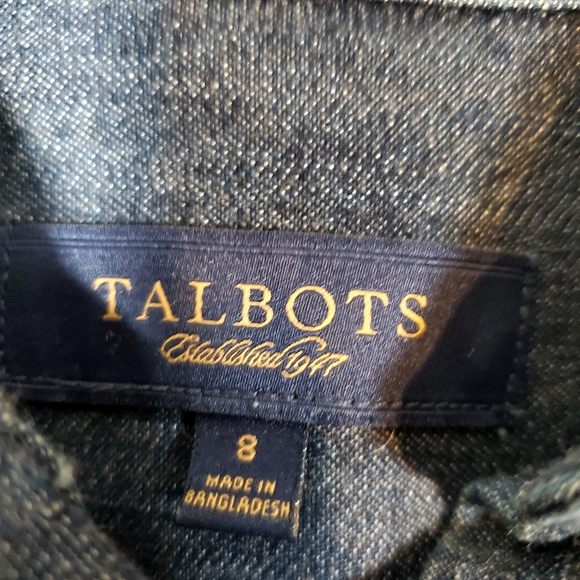 TALBOTS
Established 1947
8
MADE IN
BANGLADESH